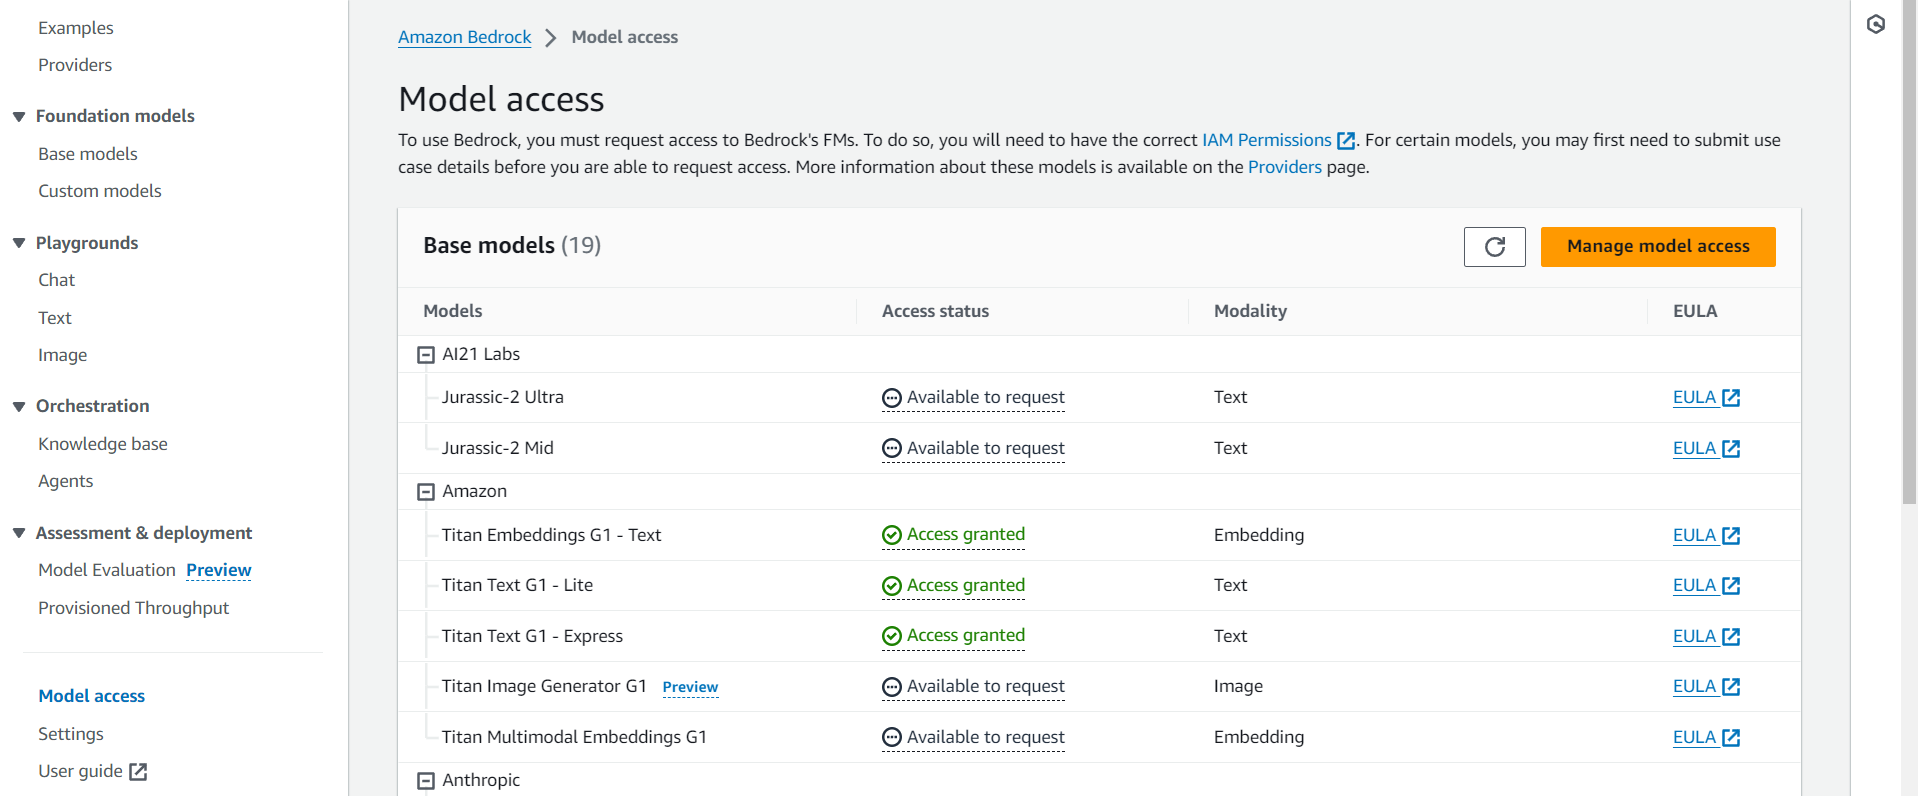 Examples
Providers
Foundation models
Base models
Custom models
Playgrounds
Chat
Text
Image
Orchestration
Knowledge base
Agents
Assessment & deployment
Model Evaluation Preview
Provisioned Throughput
Model access
Settings
User guide
Amazon Bedrock > Model access
Model access
To use Bedrock, you must request access to Bedrock's FMs. To do so, you will need to have the correct IAM Permissions. For certain models, you may first need to submit use
case details before you are able to request access. More information about these models is available on the Providers page.
Base models (19)
Manage model access
Models Access status Modality EULA
AI21 Labs
Jurassic-2 Ultra Available to request Text EULA
Jurassic-2 Mid Available to request Text EULA
Amazon
Titan Embeddings G1 - Text Access granted Embedding EULA
Titan Text G1 - Lite Access granted Text EULA
Titan Text G1 - Express Access granted Text EULA
Titan Image Generator G1 Preview Available to request Image EULA
Titan Multimodal Embeddings G1 Available to request Embedding EULA
Anthropic